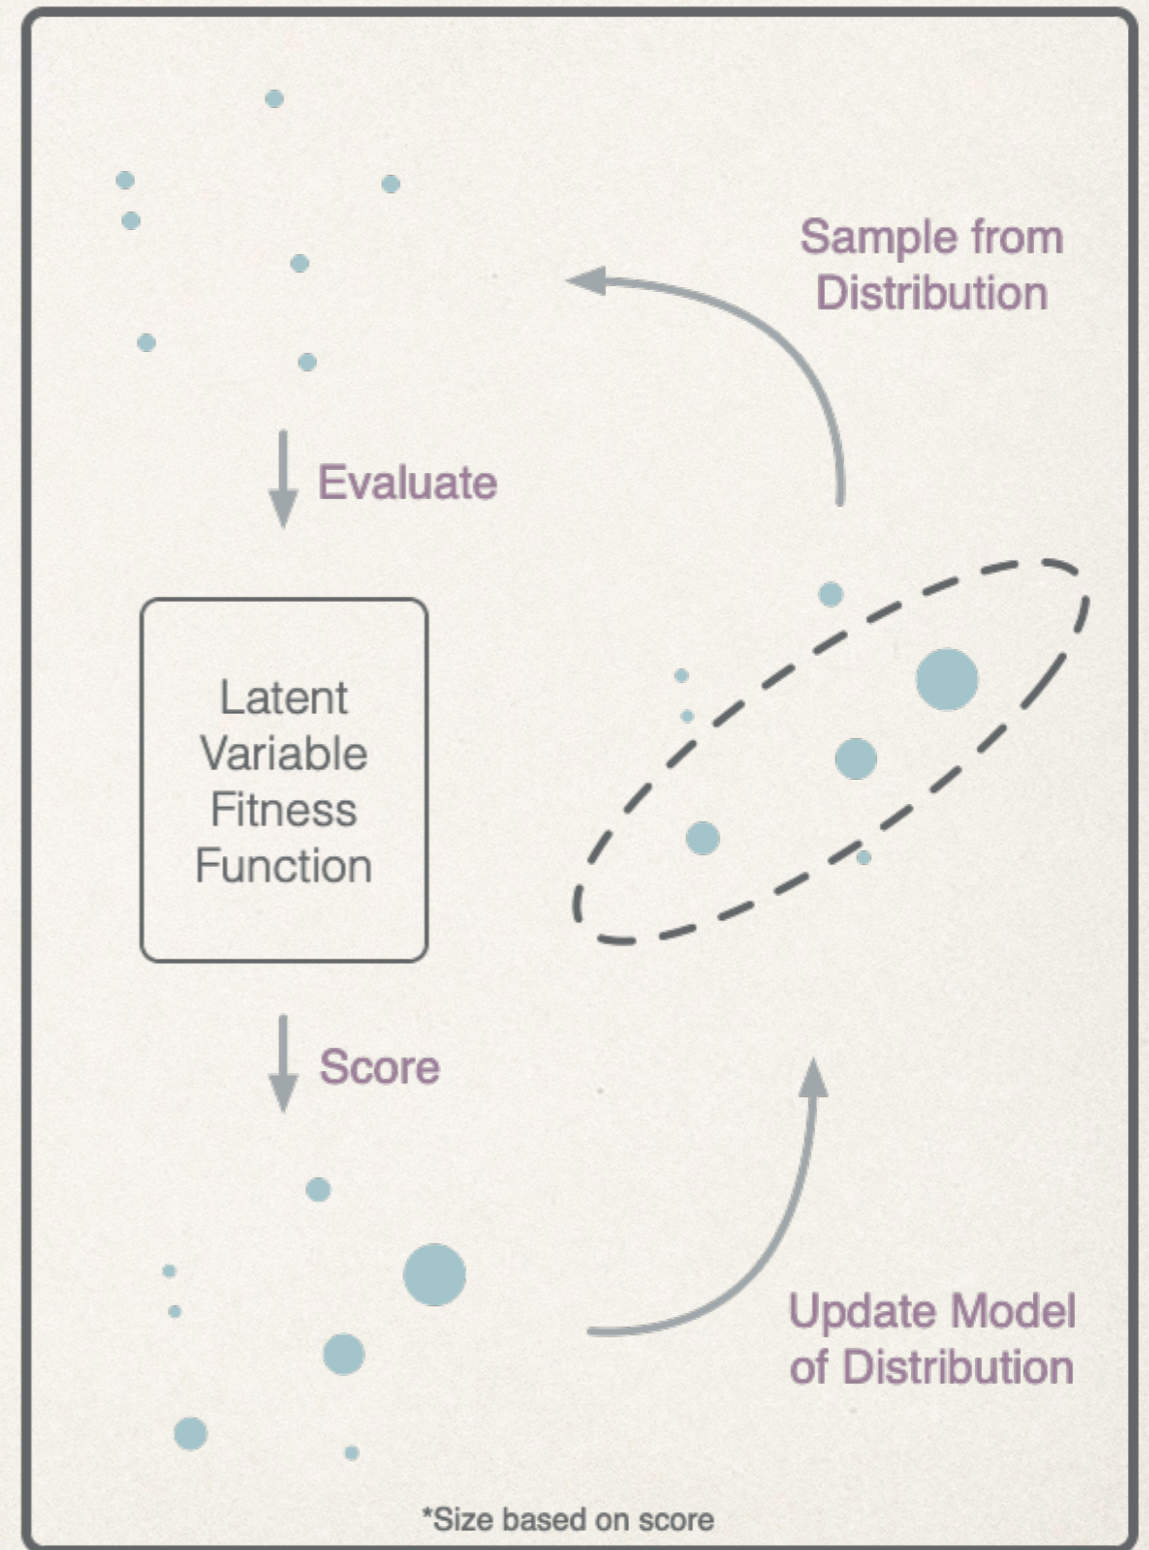 Sample from
Distribution
Evaluate
Latent
Variable
Fitness
Function
Score
Update Model
of Distribution
*Size based on score